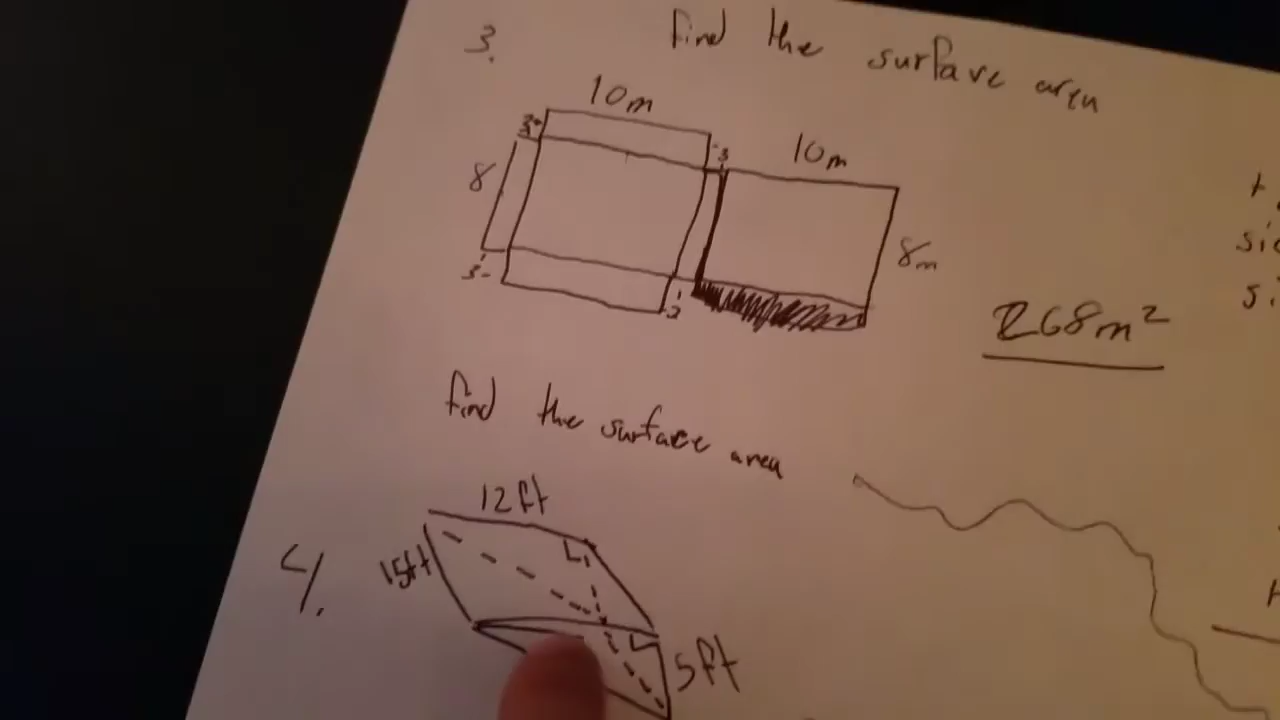 3.
find the surface area
10m
3
3
10m
8
8m
3
2
268m²
find the surface area
12ft
4.
15ft
5ft